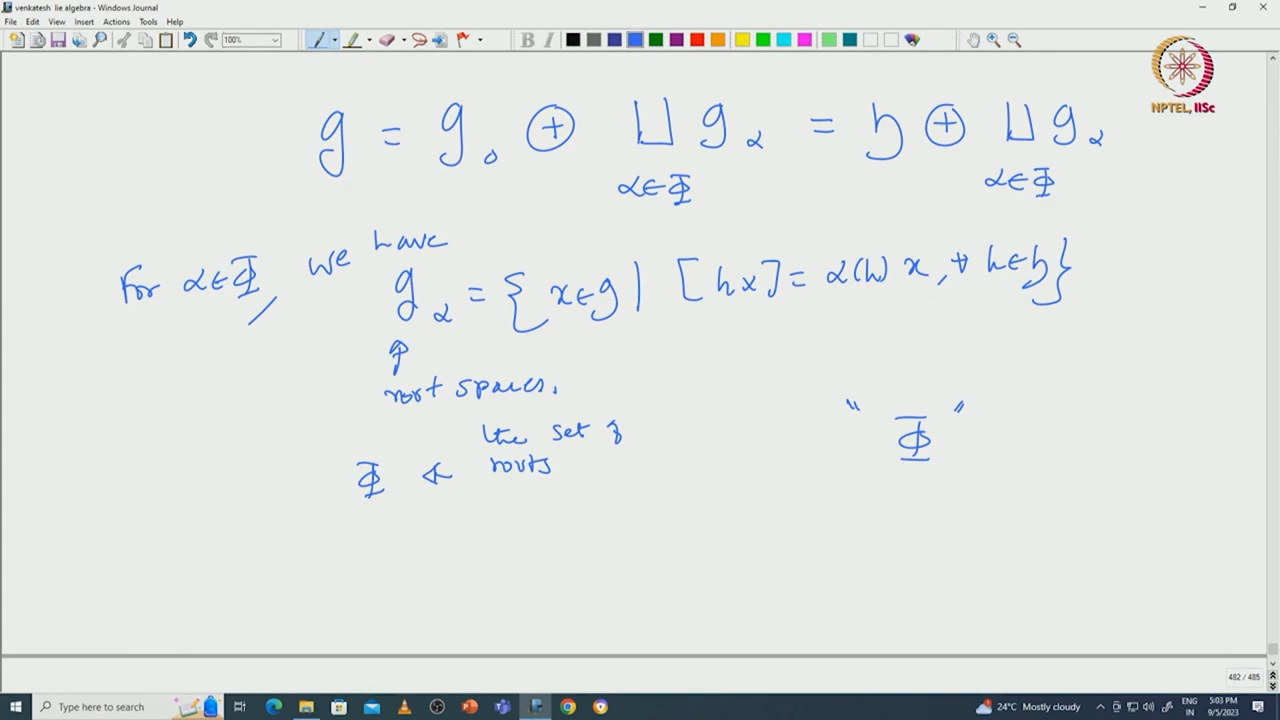 venkatesh lie algebra - Windows Journal
File Edit View Insert Actions Tools Help
100%
B I
NPTEL, IISc
g = g₀ ⊕ ∐ g_α = h ⊕ ∐ g_α
α∈Φ α∈Φ
For α∈Φ, we have
g_α = { x∈g | [hx] = α(h) x, ∀ h∈h }
root spaces.
" Φ "
the set of
Φ ← roots
482 / 485
Type here to search
24°C Mostly cloudy
ENG
IN
5:03 PM
9/5/2023